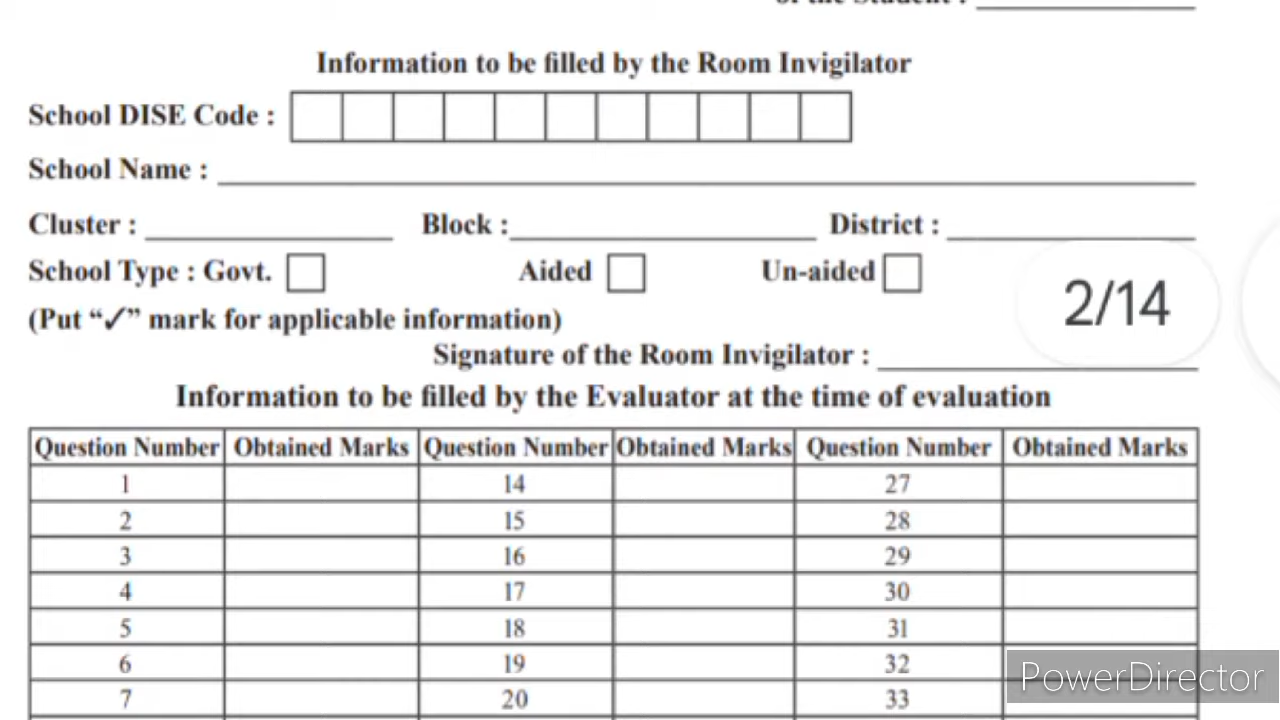 of the Student :
Information to be filled by the Room Invigilator
School DISE Code :
School Name :
Cluster : Block : District :
School Type : Govt. Aided Un-aided
2/14
(Put “✓” mark for applicable information)
Signature of the Room Invigilator :
Information to be filled by the Evaluator at the time of evaluation
Question Number Obtained Marks Question Number Obtained Marks Question Number Obtained Marks
1 14 27
2 15 28
3 16 29
4 17 30
5 18 31
6 19 32
7 20 33
PowerDirector